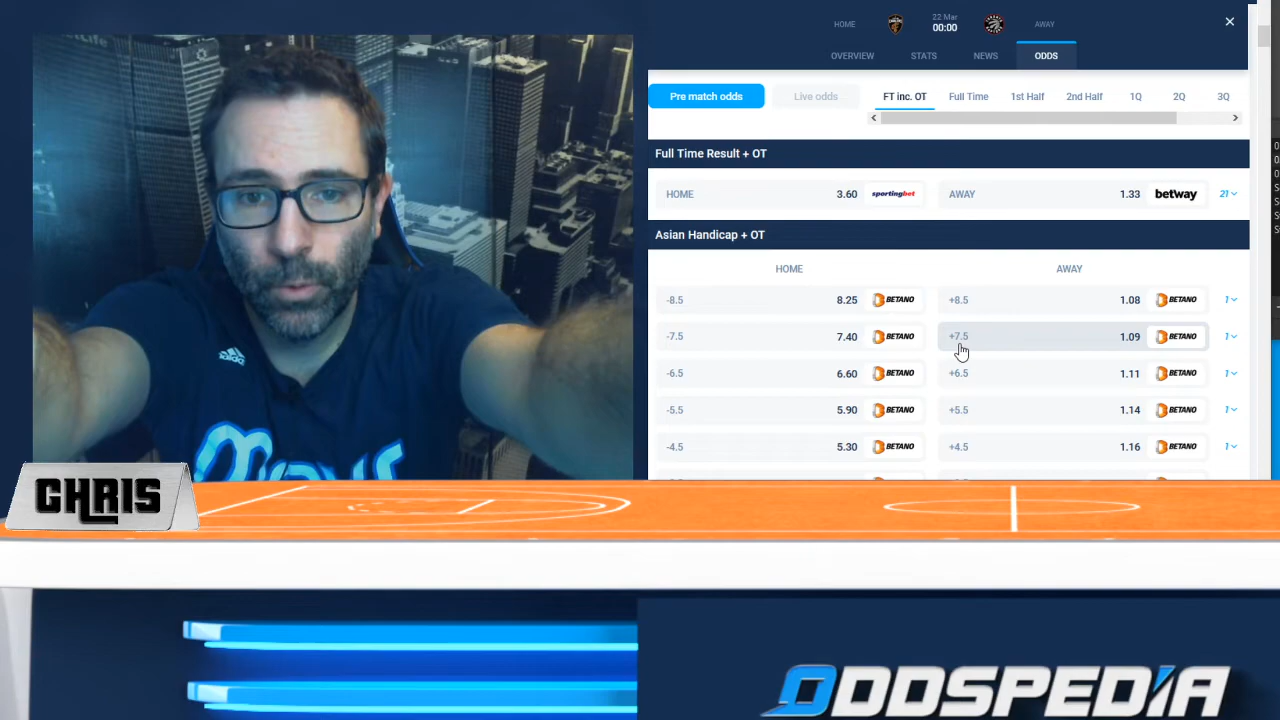 HOME
22 Mar
00:00
AWAY
OVERVIEW STATS NEWS ODDS
Pre match odds Live odds FT inc. OT Full Time 1st Half 2nd Half 1Q 2Q 3Q
Full Time Result + OT
HOME 3.60 sportingbet AWAY 1.33 betway 21
Asian Handicap + OT
HOME AWAY
-8.5 8.25 BETANO +8.5 1.08 BETANO 1
-7.5 7.40 BETANO +7.5 1.09 BETANO 1
-6.5 6.60 BETANO +6.5 1.11 BETANO 1
-5.5 5.90 BETANO +5.5 1.14 BETANO 1
-4.5 5.30 BETANO +4.5 1.16 BETANO 1
adidas
CHRIS
ODDSPEDIA